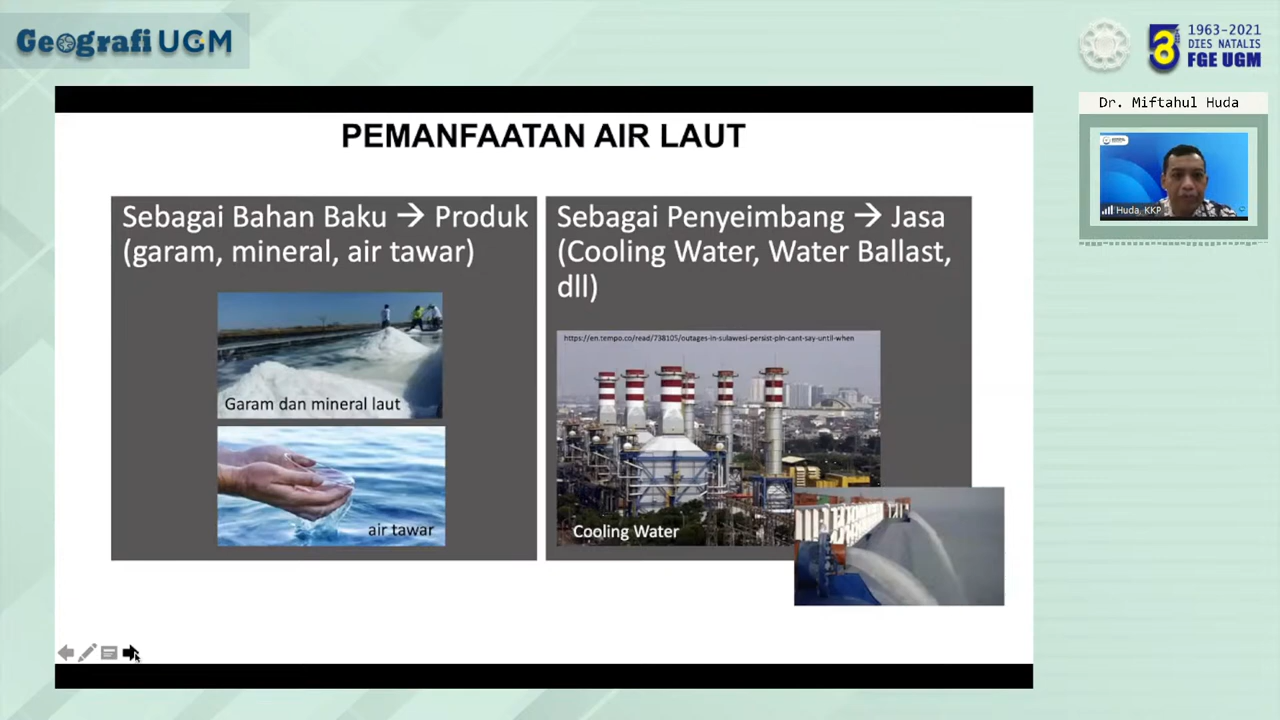 Geografi UGM
1963-2021
DIES NATALIS
FGE UGM
Dr. Miftahul Huda
Huda, KKP
PEMANFAATAN AIR LAUT
Sebagai Bahan Baku → Produk
(garam, mineral, air tawar)
Garam dan mineral laut
air tawar
Sebagai Penyeimbang → Jasa
(Cooling Water, Water Ballast,
dll)
https://en.tempo.co/read/738105/outages-in-sulawesi-persist-pln-cant-say-until-when
Cooling Water